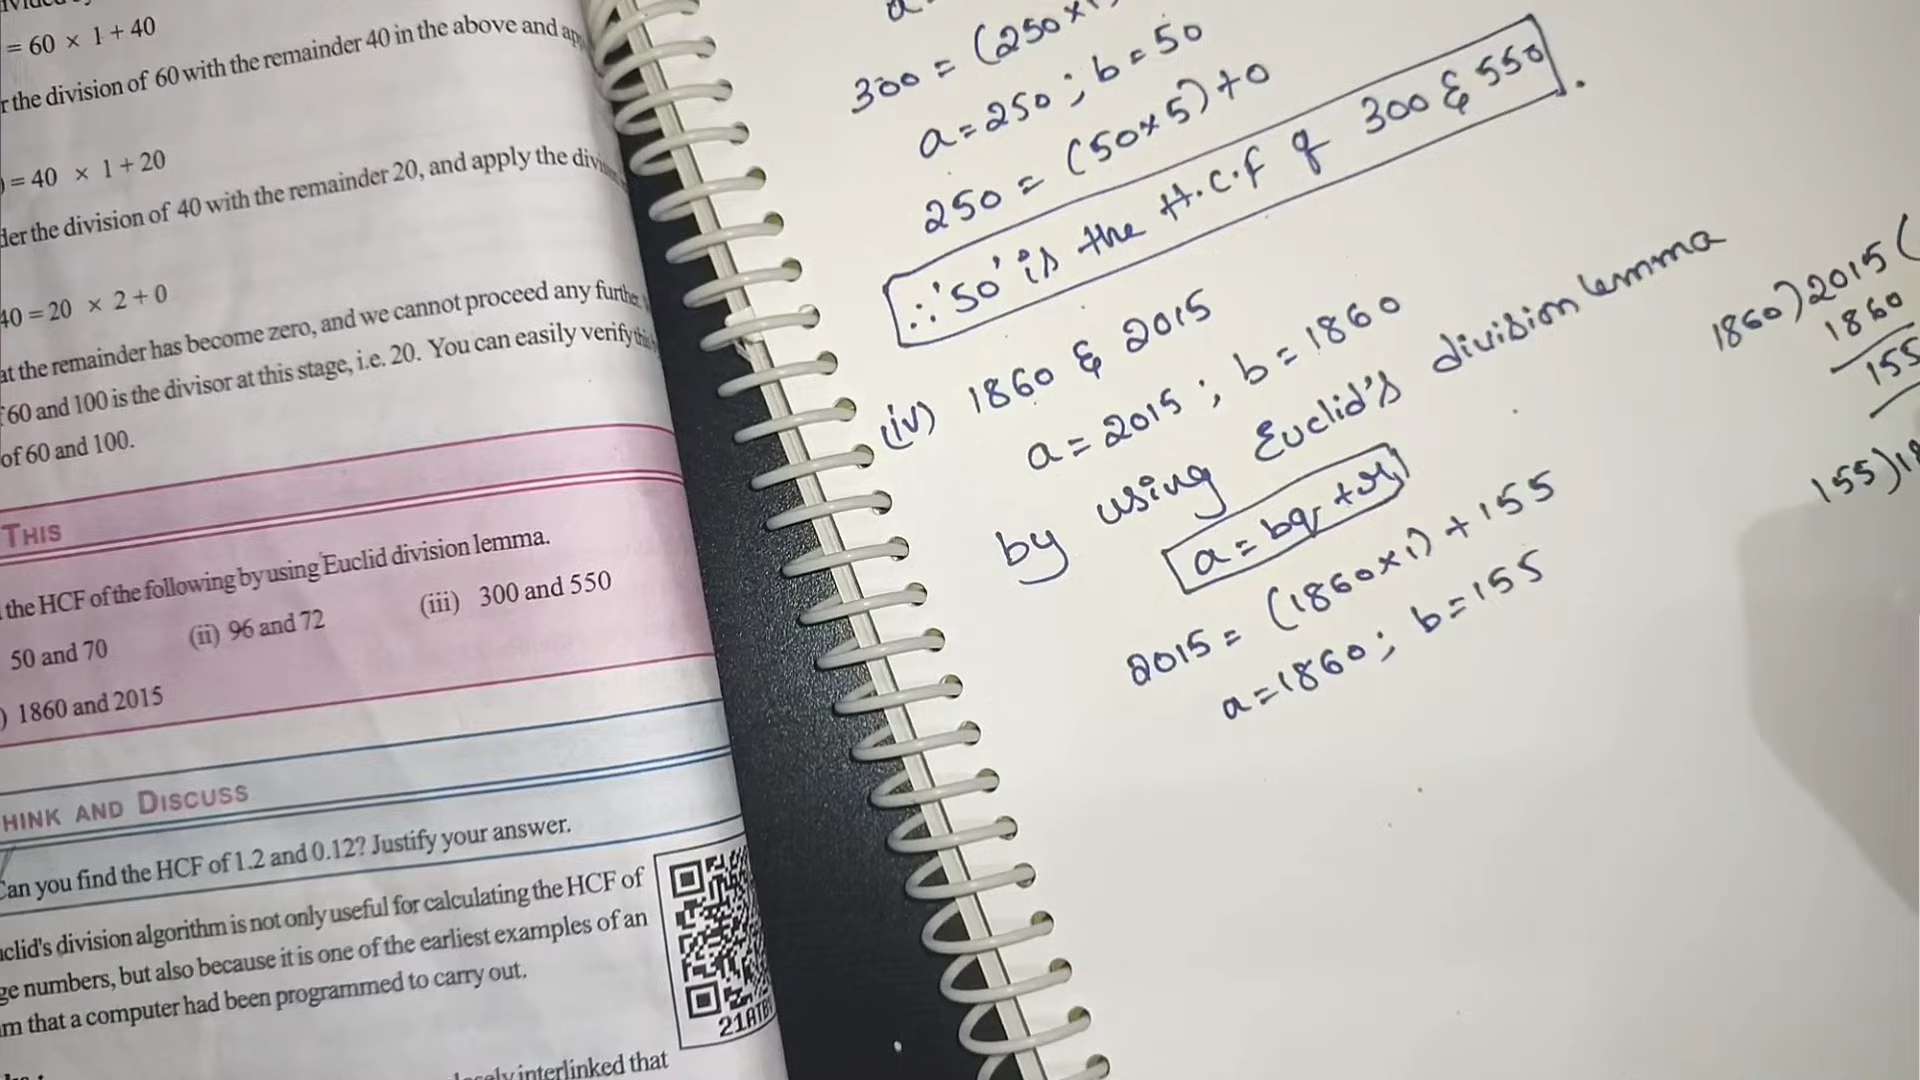 = 60 × 1 + 40
the division of 60 with the remainder 40 in the above and
= 40 × 1 + 20
the division of 40 with the remainder 20, and apply the
40 = 20 × 2 + 0
at the remainder has become zero, and we cannot proceed any further
60 and 100 is the divisor at this stage, i.e. 20. You can easily verify
of 60 and 100.
THIS
the HCF of the following by using Euclid division lemma.
50 and 70 (ii) 96 and 72 (iii) 300 and 550
) 1860 and 2015
HINK AND DISCUSS
Can you find the HCF of 1.2 and 0.12? Justify your answer.
uclid's division algorithm is not only useful for calculating the HCF of
ge numbers, but also because it is one of the earliest examples of an
m that a computer had been programmed to carry out.
interlinked that
300 = (250×1
a = 250 ; b = 50
250 = (50×5)+0
∴ '50' is the H.C.F of 300 & 550.
(iv) 1860 & 2015
a = 2015 ; b = 1860
by using Euclid's division lemma
a = bq + r
2015 = (1860×1) + 155
a = 1860 ; b = 155
1860)2015(
1860
155
155)18